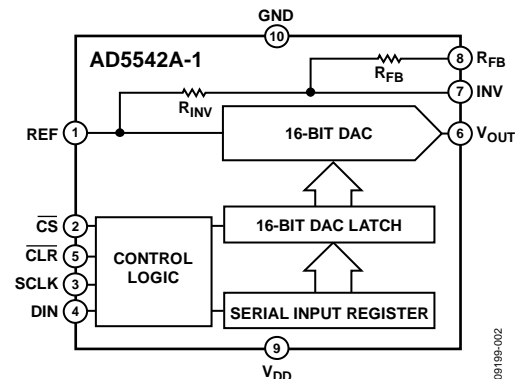 GND
10
AD5542A-1
8 RFB
RFB
7 INV
RINV
REF 1
16-BIT DAC
6 VOUT
CS 2
16-BIT DAC LATCH
CLR 5
CONTROL
LOGIC
SCLK 3
DIN 4
SERIAL INPUT REGISTER
9
VDD
09199-002